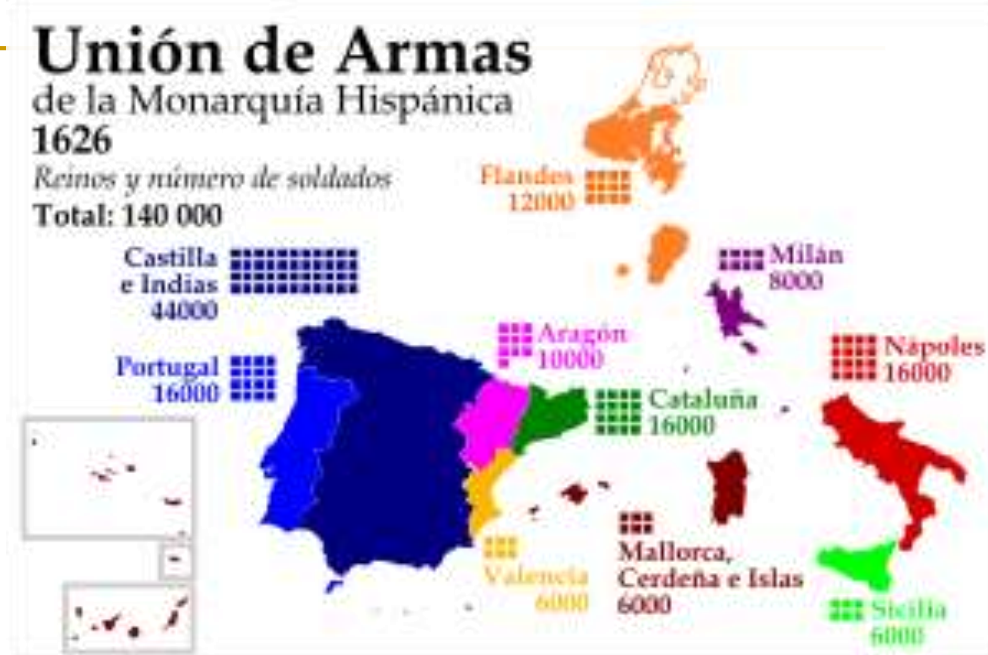 Unión de Armas
de la Monarquía Hispánica
1626
Reinos y número de soldados
Total: 140 000
Flandes
12000
Castilla
e Indias
44000
Milán
8000
Aragón
10000
Nápoles
16000
Portugal
16000
Cataluña
16000
Valencia
6000
Mallorca,
Cerdeña e Islas
6000
Sicilia
6000